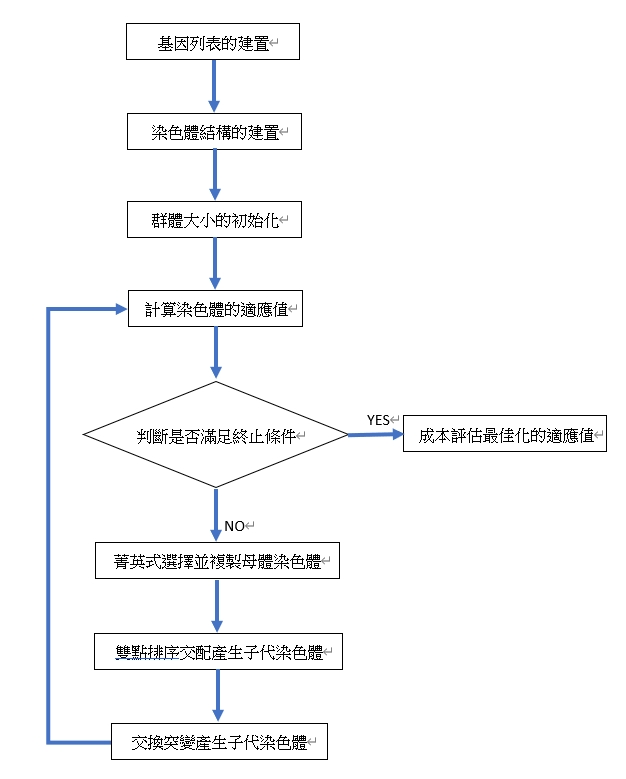 基因列表的建置
染色體結構的建置
群體大小的初始化
計算染色體的適應值
判斷是否滿足終止條件
YES
成本評估最佳化的適應值
NO
菁英式選擇並複製母體染色體
雙點排序交配產生子代染色體
交換突變產生子代染色體